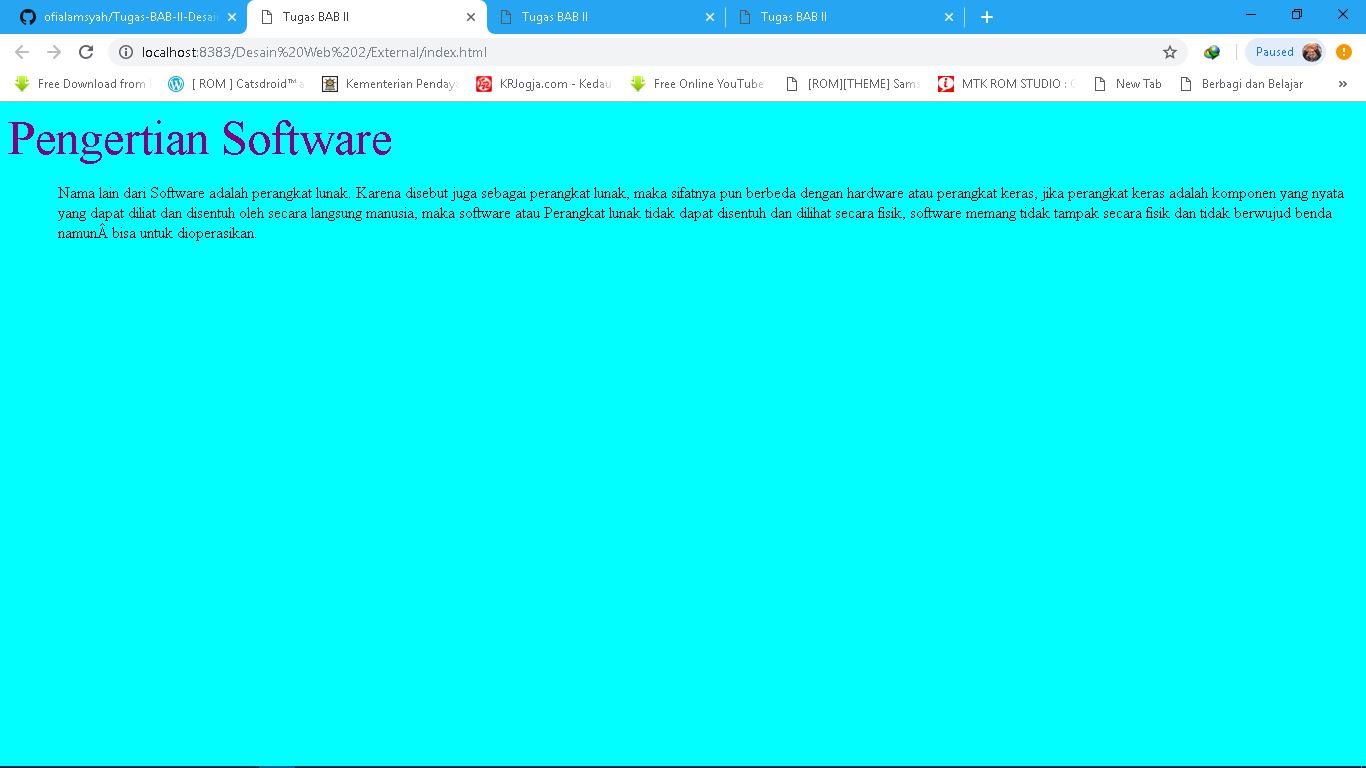 ofialamsyah/Tugas-BAB-II-Desai
Tugas BAB II
Tugas BAB II
Tugas BAB II
localhost:8383/Desain%20Web%202/External/index.html
Paused
Free Download from
[ ROM ] Catsdroid™
Kementerian Penday
KRJogja.com - Kedau
Free Online YouTube
[ROM][THEME] Sams
MTK ROM STUDIO :
New Tab
Berbagi dan Belajar
»
Pengertian Software
Nama lain dari Software adalah perangkat lunak. Karena disebut juga sebagai perangkat lunak, maka sifatnya pun berbeda dengan hardware atau perangkat keras, jika perangkat keras adalah komponen yang nyata
yang dapat diliat dan disentuh oleh secara langsung manusia, maka software atau Perangkat lunak tidak dapat disentuh dan dilihat secara fisik, software memang tidak tampak secara fisik dan tidak berwujud benda
namunÂ bisa untuk dioperasikan.